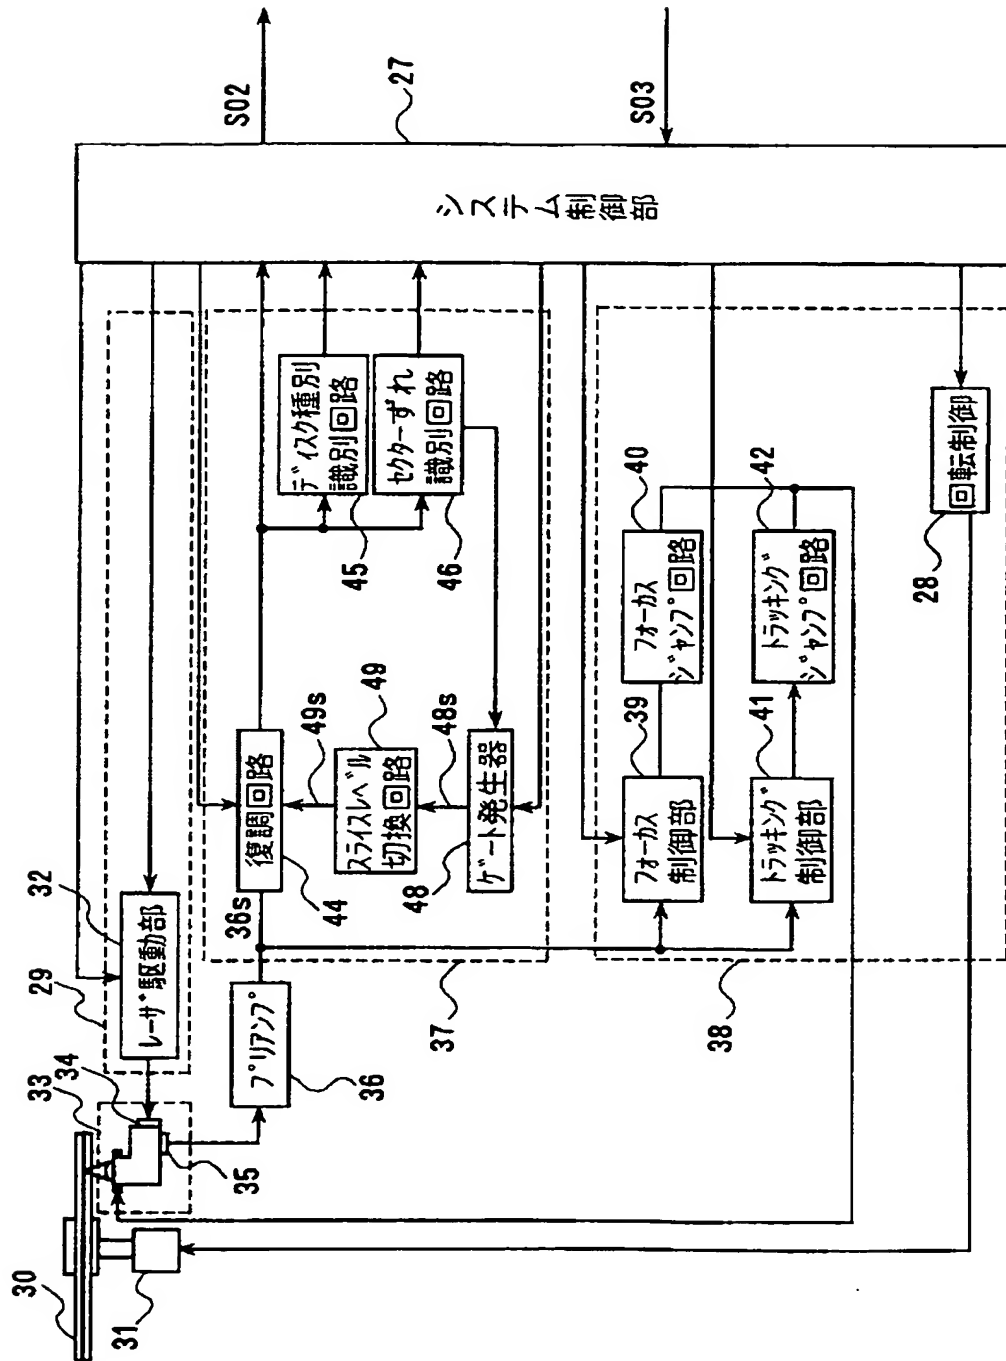 S02
27
S03
システム制御部
29
32
レーザ駆動部
33
34
35
30
31
プリアンプ
36
36s
復調回路
44
49s
49
スライスレベル
切換回路
48s
48
ゲート発生器
ディスク種別
識別回路
45
セクターずれ
識別回路
46
37
フォーカス
制御部
39
フォーカス
ジャンプ回路
40
トラッキング
制御部
41
トラッキング
ジャンプ回路
42
38
回転制御
28